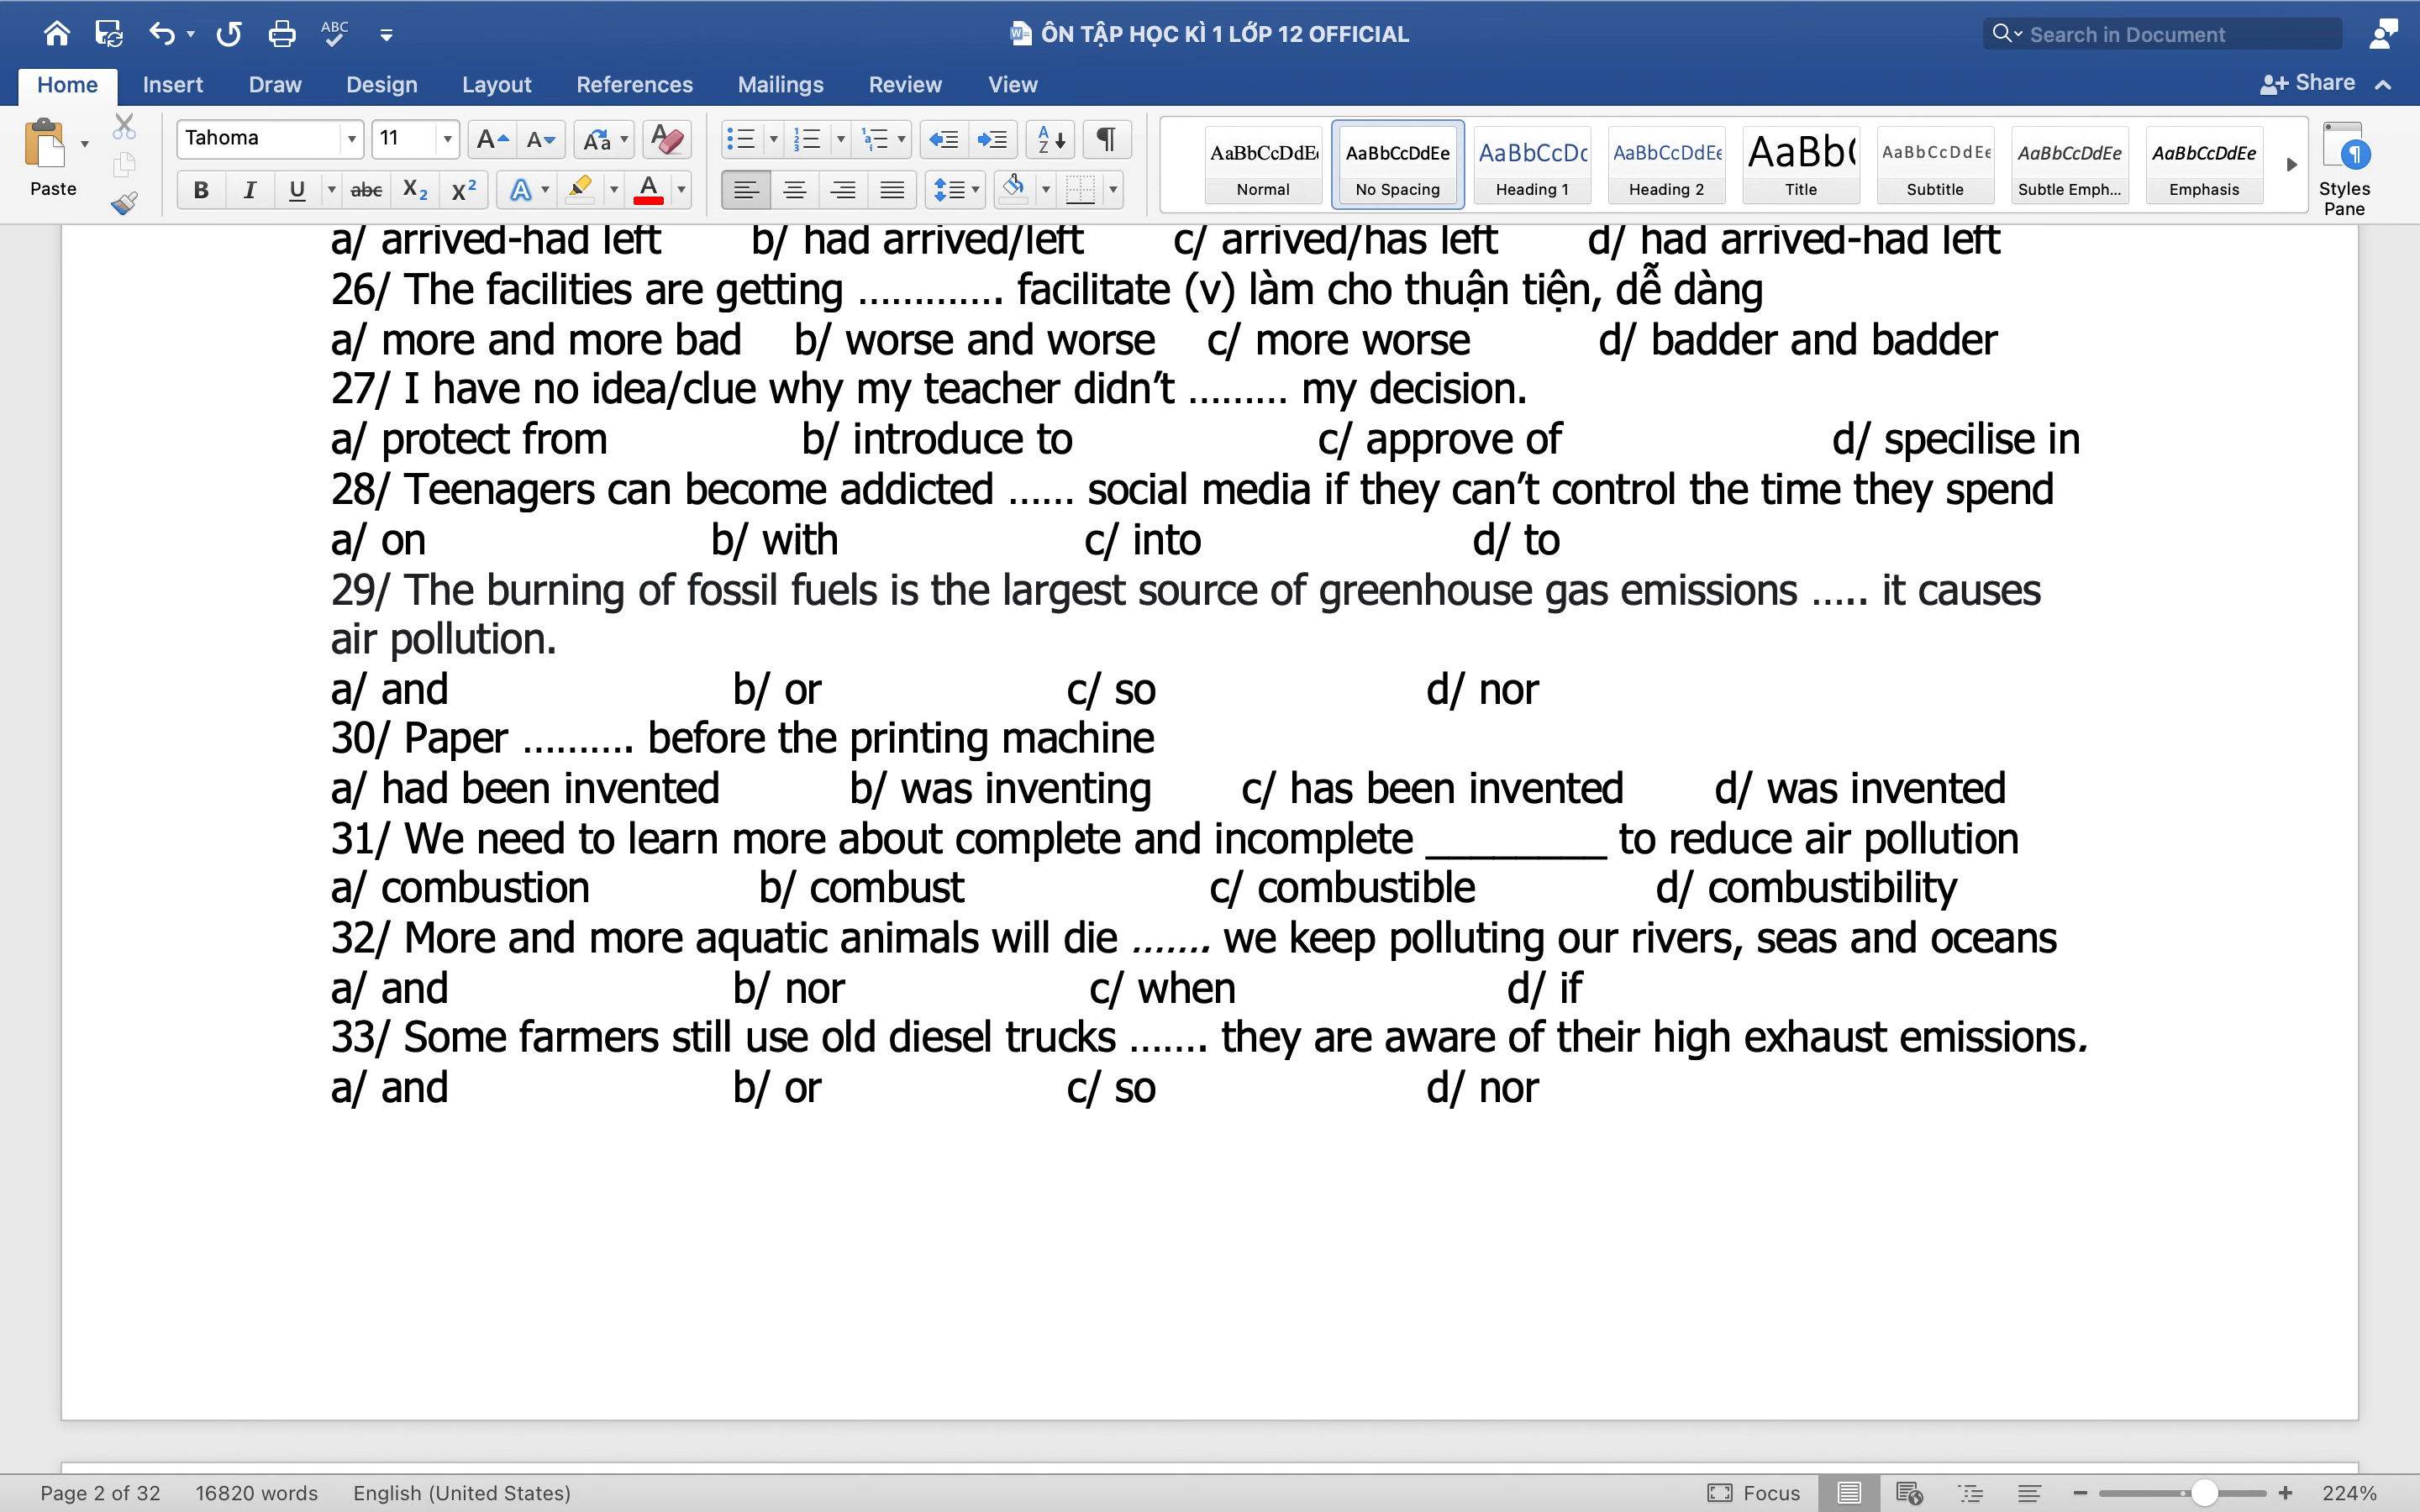 ABC
ÔN TẬP HỌC KÌ 1 LỚP 12 OFFICIAL
Search in Document
Home Insert Draw Design Layout References Mailings Review View
Share
Paste
Tahoma 11
AaBbCcDdEe Normal
AaBbCcDdEe No Spacing
AaBbCcDc Heading 1
AaBbCcDdEe Heading 2
AaBb( Title
AaBbCcDdEe Subtitle
AaBbCcDdEe Subtle Emph...
AaBbCcDdEe Emphasis
Styles Pane
a/ arrived-had left b/ had arrived/left c/ arrived/has left d/ had arrived-had left
26/ The facilities are getting ............. facilitate (v) làm cho thuận tiện, dễ dàng
a/ more and more bad b/ worse and worse c/ more worse d/ badder and badder
27/ I have no idea/clue why my teacher didn’t ......... my decision.
a/ protect from b/ introduce to c/ approve of d/ specilise in
28/ Teenagers can become addicted ...... social media if they can’t control the time they spend
a/ on b/ with c/ into d/ to
29/ The burning of fossil fuels is the largest source of greenhouse gas emissions ..... it causes
air pollution.
a/ and b/ or c/ so d/ nor
30/ Paper .......... before the printing machine
a/ had been invented b/ was inventing c/ has been invented d/ was invented
31/ We need to learn more about complete and incomplete ________ to reduce air pollution
a/ combustion b/ combust c/ combustible d/ combustibility
32/ More and more aquatic animals will die ....... we keep polluting our rivers, seas and oceans
a/ and b/ nor c/ when d/ if
33/ Some farmers still use old diesel trucks ....... they are aware of their high exhaust emissions.
a/ and b/ or c/ so d/ nor
Page 2 of 32 16820 words English (United States) Focus 224%